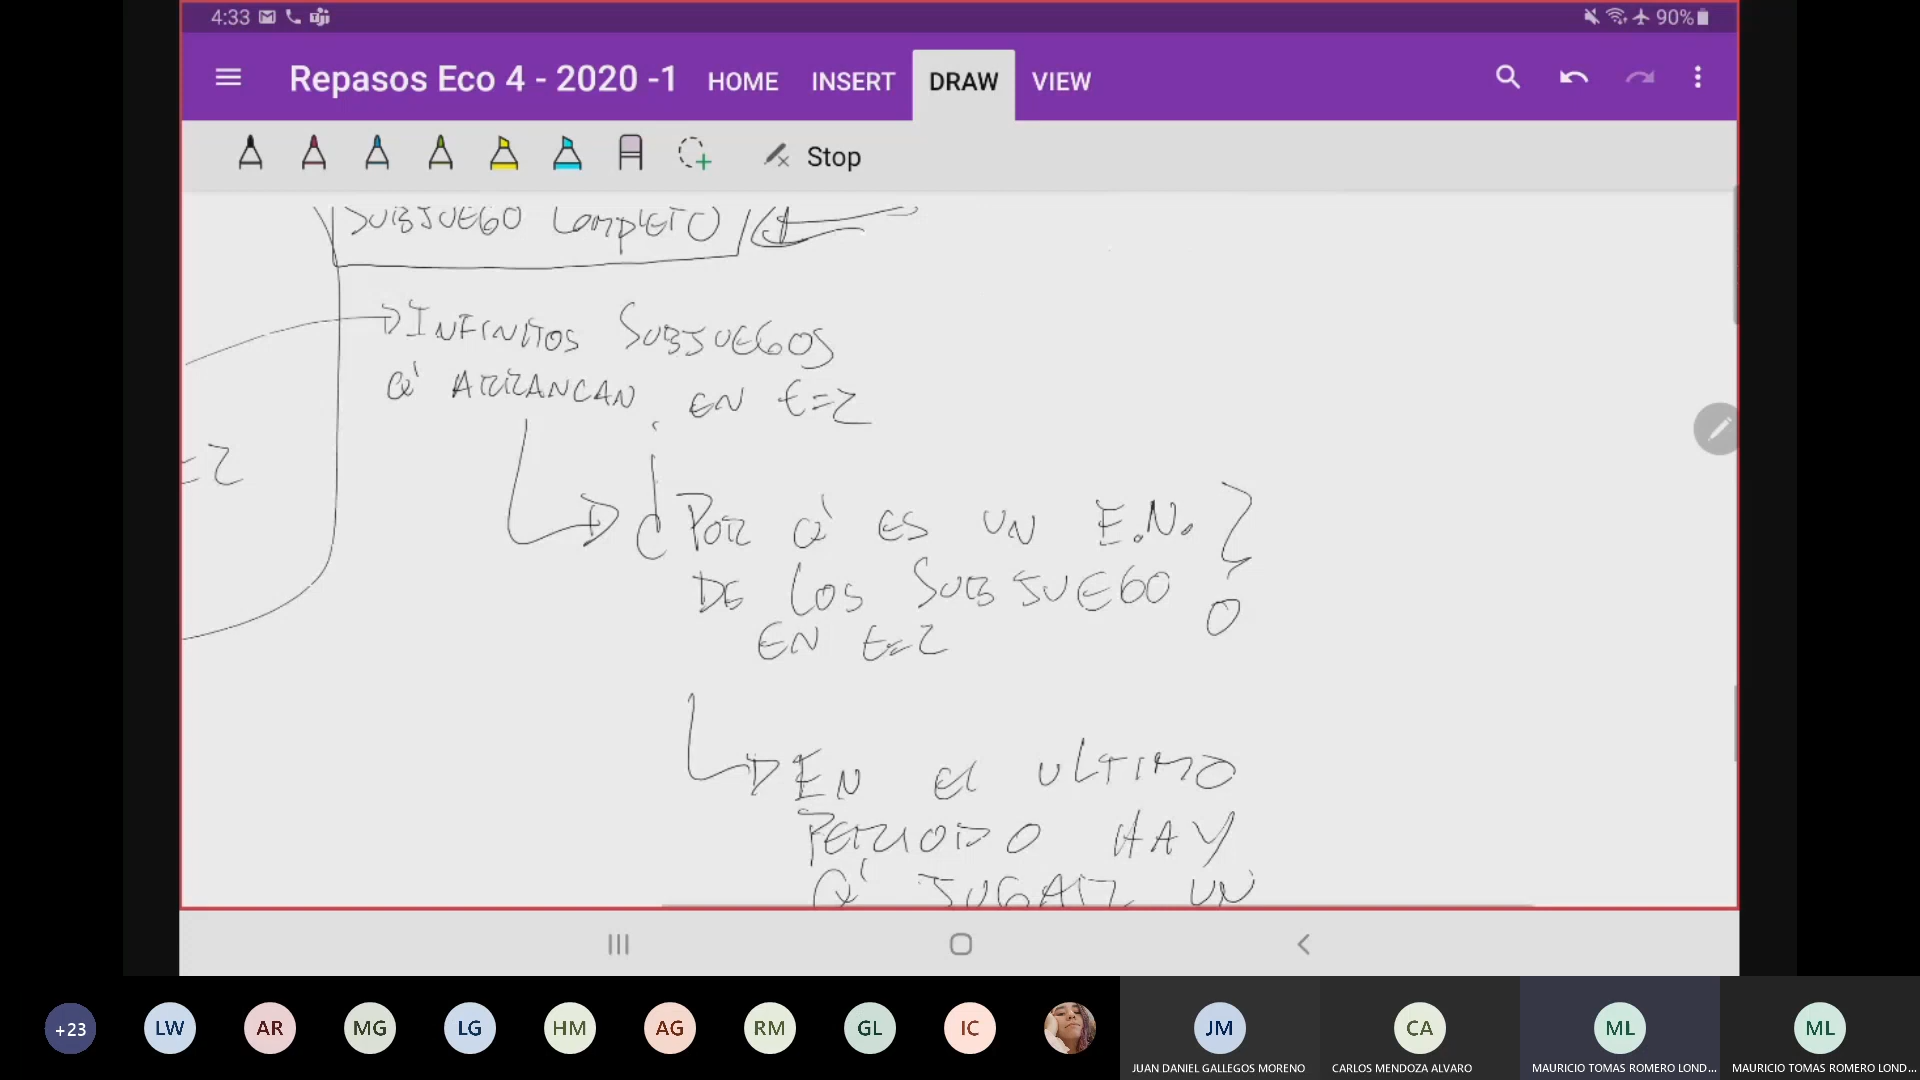 4:33
90%
Repasos Eco 4 - 2020 -1 HOME INSERT DRAW VIEW
Stop
SUBJUEGO COMPLETO
INFINITOS SUBJUEGOS
Q' ARRANCAN EN t=2
=2
¿POR Q' ES UN E.N.
DE LOS SUBJUEGO ?
EN t=2
EN El ULTIMO
PERIODO HAY
Q' JUGAR UN
+23 LW AR MG LG HM AG RM GL IC JM CA ML ML
JUAN DANIEL GALLEGOS MORENO CARLOS MENDOZA ALVARO MAURICIO TOMAS ROMERO LOND... MAURICIO TOMAS ROMERO LOND...